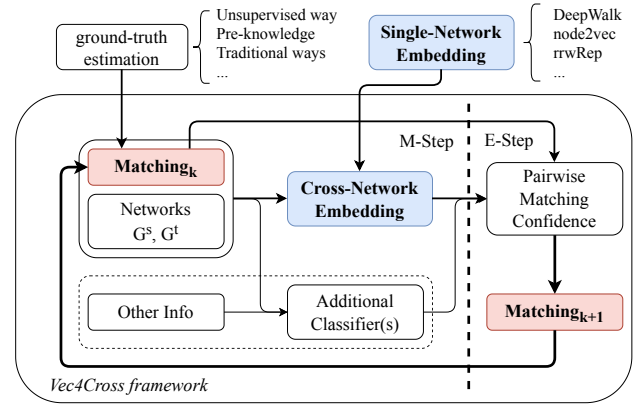 ground-truth
estimation
Unsupervised way
Pre-knowledge
Traditional ways
...
Single-Network
Embedding
DeepWalk
node2vec
rrwRep
...
M-Step
E-Step
Matchingk
Networks
Gs, Gt
Cross-Network
Embedding
Pairwise
Matching
Confidence
Other Info
Additional
Classifier(s)
Matchingk+1
Vec4Cross framework